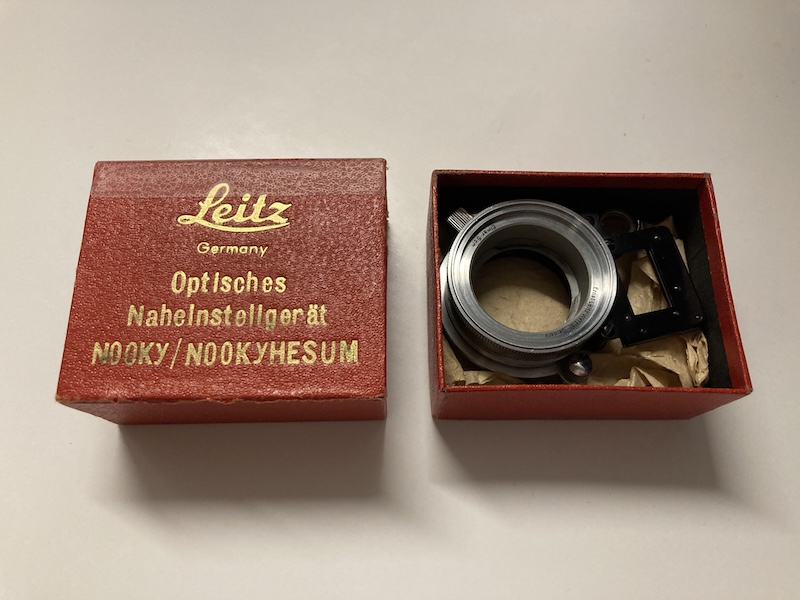 Leitz
Germany
Optisches
Naheinstellgerät
NOOKY/NOOKYHESUM